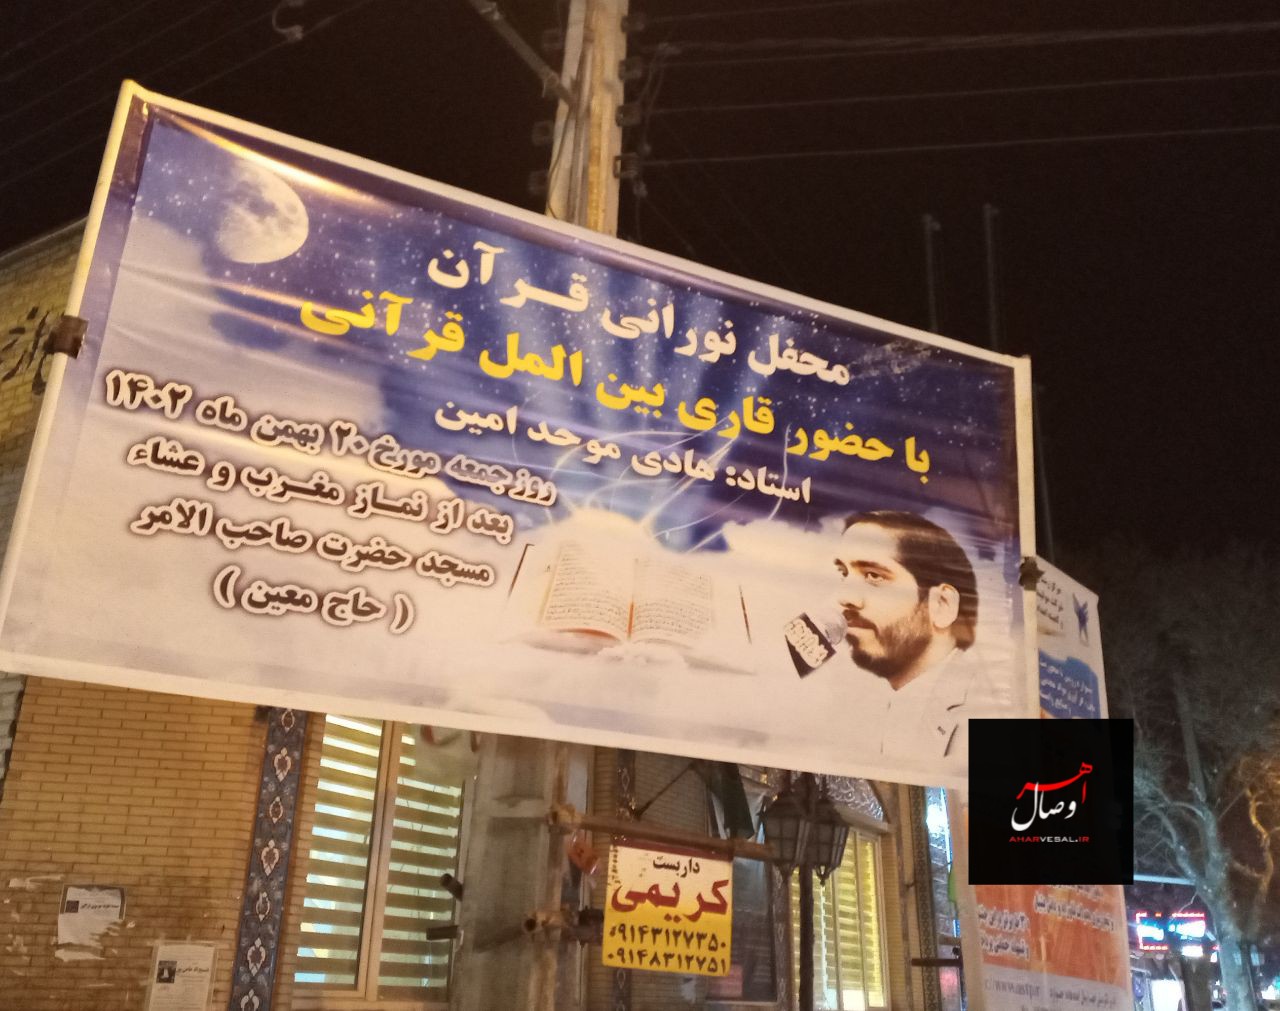 محفل نورانی قرآن
با حضور قاری بین المل قرآنی
استاد: هادی موحد امین
روز جمعه مورخ ۲۰ بهمن ماه ۱۴۰۲
بعد از نماز مغرب و عشاء
مسجد حضرت صاحب الامر
( حاج معین )
داربست
کریمی
۰۹۱۴۳۱۲۷۳۵۰
۰۹۱۴۸۳۱۲۷۵۱
اهر
وصال
AHARVESAL.IR